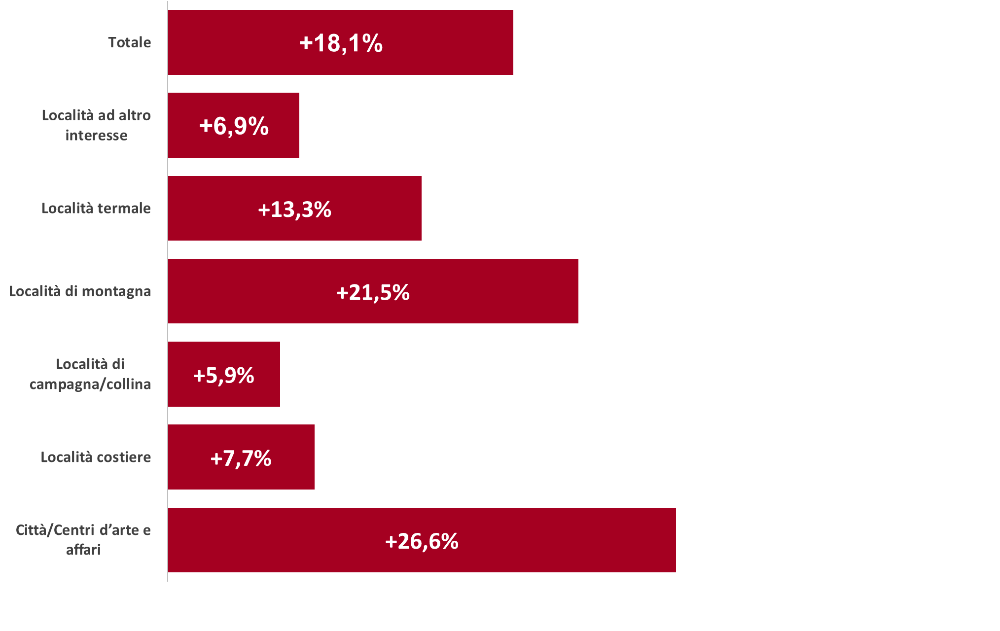 Totale
+18,1%
Località ad altro
interesse
+6,9%
Località termale
+13,3%
Località di montagna
+21,5%
Località di
campagna/collina
+5,9%
Località costiere
+7,7%
Città/Centri d’arte e
affari
+26,6%